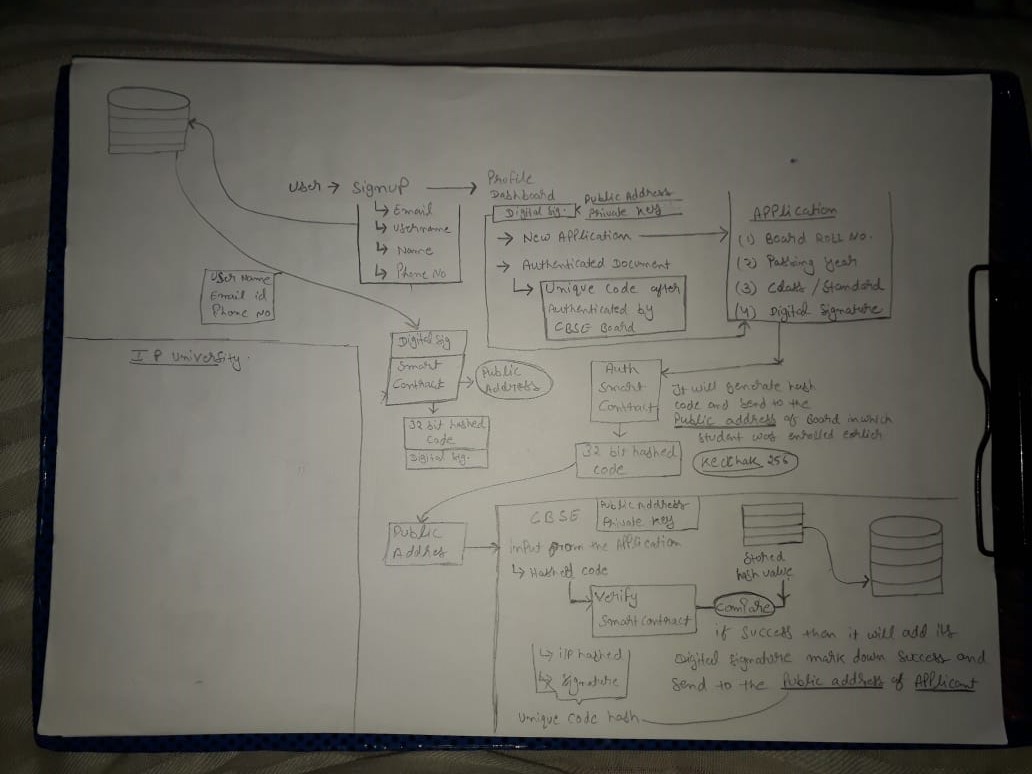 User → Signup → Profile Dashboard
↳ Email
↳ Username
↳ Name
↳ Phone No
Digital Sig.
Public Address
Private key
→ New Application
→ Authenticated Document
↳ Unique Code after
Authenticated by
CBSE Board
APPlication
(1) Board Roll No.
(2) Passing Year
(3) Class / Standard
(4) Digital Signature
User Name
Email id
Phone No
Digital Sig
Smart
Contract
Public
Address
32 bit hashed
Code
Digital Sig.
I P University.
Auth
Smart
Contract
It will generate hash
code and send to the
Public address of Board in which
student was enrolled earlier
32 bit hashed
code
Keckhak 256
Public
Addres
CBSE
Public Address
Private key
input from the APPlication
↳ Hashed code
Verify
Smart Contract
Compare
Stored
hash value
if success than it will add its
Digital signature mark down success and
send to the Public address of Applicant
↳ i/p hashed
↳ Signature
Unique code hash